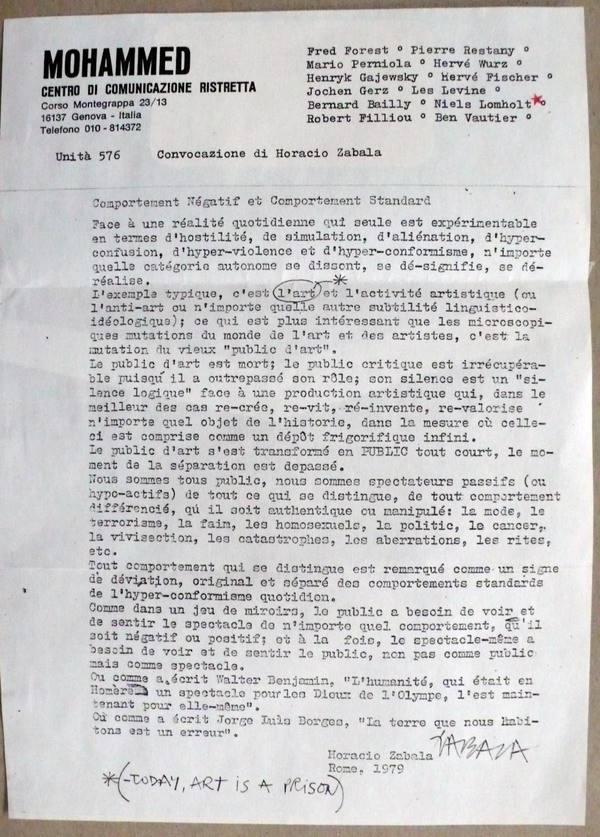 MOHAMMED
CENTRO DI COMUNICAZIONE RISTRETTA
Corso Montegrappa 23/13
16137 Genova - Italia
Telefono 010 - 814372
Fred Forest ° Pierre Restany °
Mario Perniola ° Hervé Wurz °
Henryk Gajewsky ° Hervé Fischer °
Jochen Gerz ° Les Levine °
Bernard Bailly ° Niels Lomholt °
Robert Filliou ° Ben Vautier °
Unità 576 Convocazione di Horacio Zabala
Comportement Négatif et Comportement Standard
Face à une réalité quotidienne qui seule est expérimentable
en termes d'hostilité, de simulation, d'aliénation, d'hyper-
confusion, d'hyper-violence et d'hyper-conformisme, n'importe
quelle catégorie autonome se dissout, se dé-signifie, se dé-
réalise.
L'exemple typique, c'est l'art * et l'activité artistique (ou
l'anti-art ou n'importe quelle autre subtilité linguistico-
idéologique); ce qui est plus intéressant que les microscopi-
ques mutations du monde de l'art et des artistes, c'est la
mutation du vieux "public d'art".
Le public d'art est mort; le public critique est irrécupéra-
ble puisqu'il a outrepassé son rôle; son silence est un "si-
lence logique" face à une production artistique qui, dans le
meilleur des cas re-crée, re-vit, ré-invente, re-valorise
n'importe quel objet de l'historie, dans la mesure où celle-
ci est comprise comme un dépôt frigorifique infini.
Le public d'art s'est transformé en PUBLIC tout court, le mo-
ment de la séparation est depassé.
Nous sommes tous public, nous sommes spectateurs passifs (ou
hypo-actifs) de tout ce qui se distingue, de tout comportement
différencié, qu'il soit authentique ou manipulé: la mode, le
terrorisme, la faim, les homosexuels, la politic, le cancer,
la vivisection, les catastrophes, les aberrations, les rites,
etc.
Tout comportement qui se distingue est remarqué comme un signe
de déviation, original et séparé des comportements standards
de l'hyper-conformisme quotidion.
Comme dans un jeu de miroirs, le public a besoin de voir et
de sentir le spectacle de n'importe quel comportement, qu'il
soit négatif ou positif; et à la fois, le spectacle-même a
besoin de voir et de sentir le public, non pas comme public
mais comme spectacle.
Ou comme a écrit Walter Benjamin, "L'humanité, qui était en
Homère un spectacle pour les Dieux de l'Olympe, l'est main-
tenant pour elle-même".
Ou comme a écrit Jorge Luis Borges, "La terre que nous habi-
tons est un erreur".
Horacio Zabala ZABALA
Rome, 1979
*(-TODAY, ART IS A PRISON)